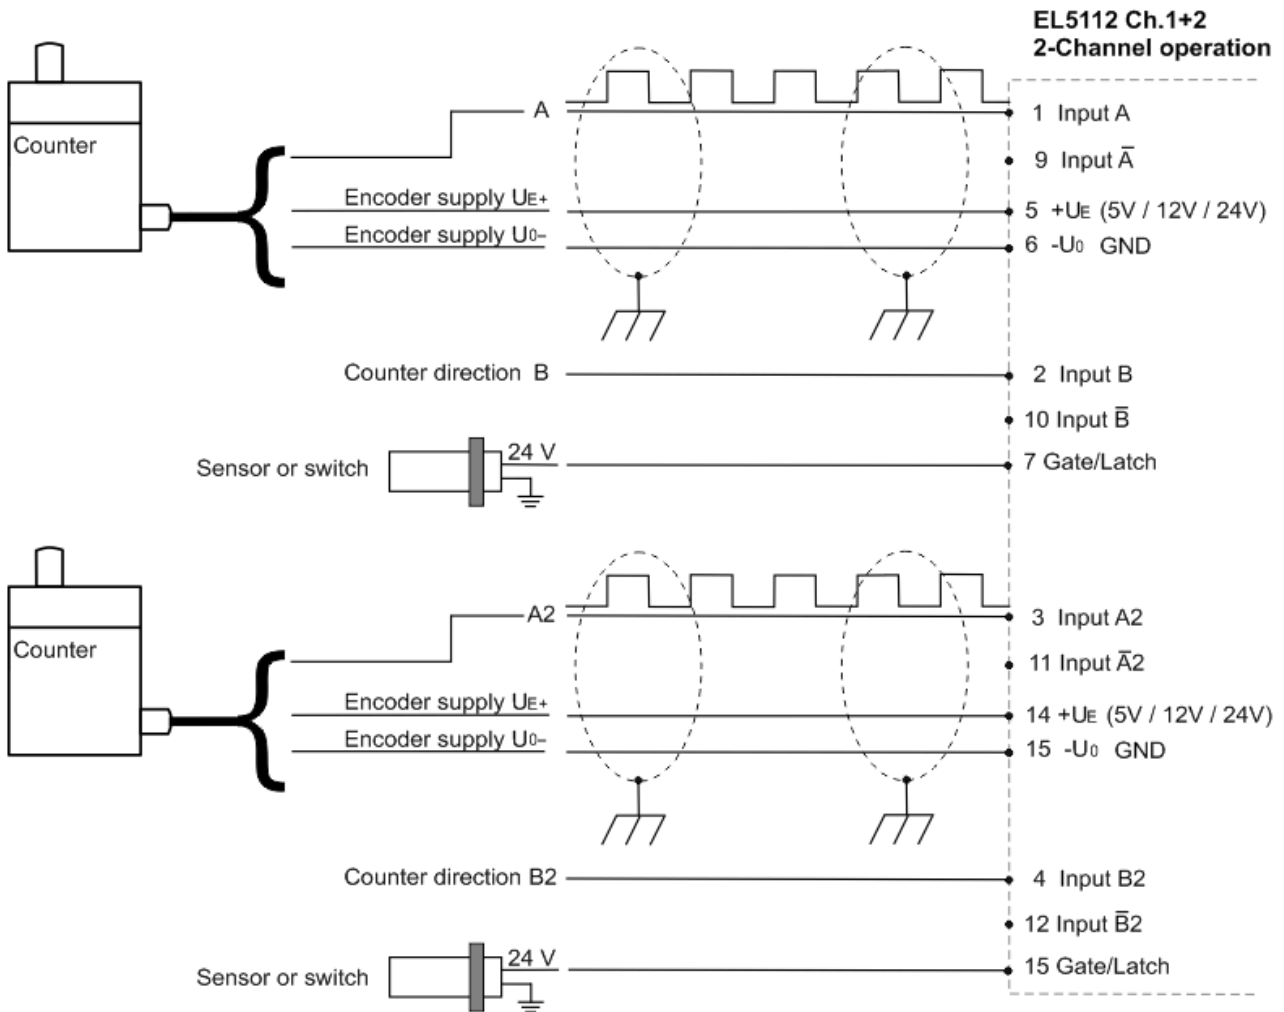 EL5112 Ch.1+2
2-Channel operation
Counter
A
1 Input A
9 Input A̅
Encoder supply UE+
5 +UE (5V / 12V / 24V)
Encoder supply U0–
6 -U0 GND
Counter direction B
2 Input B
10 Input B̅
Sensor or switch
24 V
7 Gate/Latch
Counter
A2
3 Input A2
11 Input A̅2
Encoder supply UE+
14 +UE (5V / 12V / 24V)
Encoder supply U0–
15 -U0 GND
Counter direction B2
4 Input B2
12 Input B̅2
Sensor or switch
24 V
15 Gate/Latch